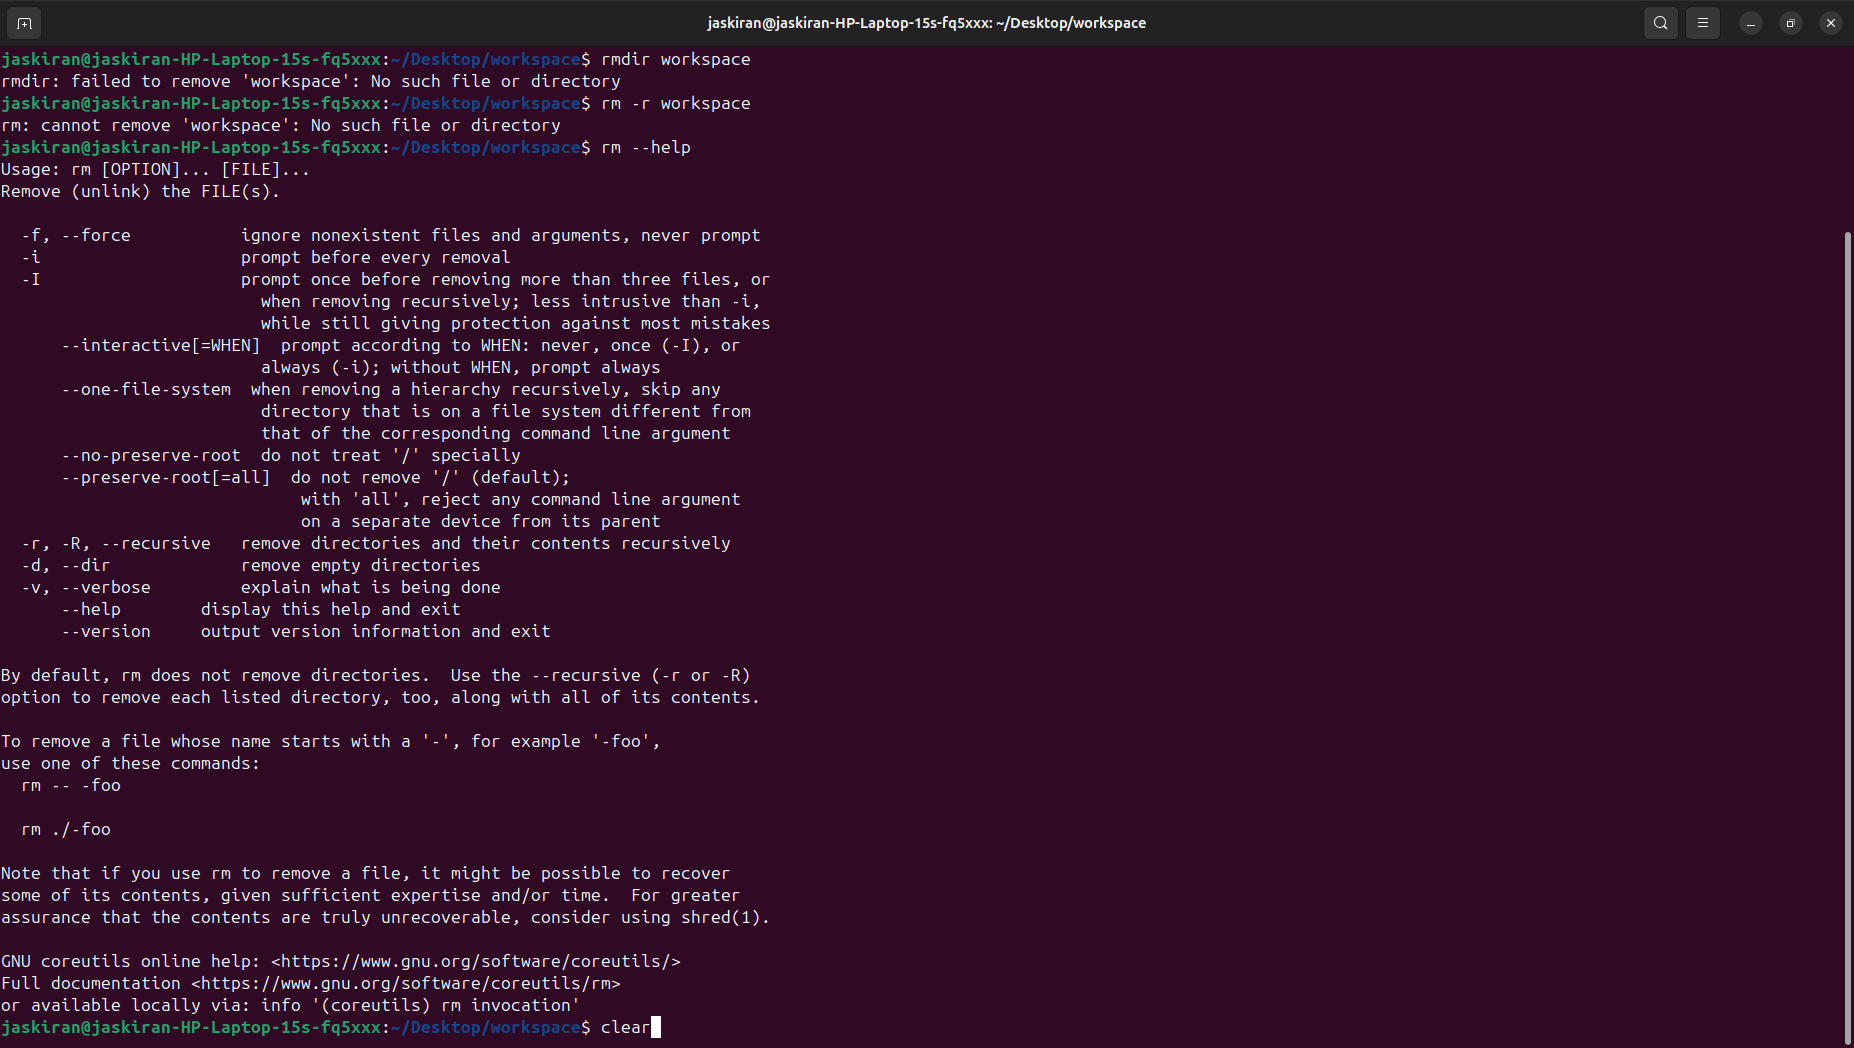 jaskiran@jaskiran-HP-Laptop-15s-fq5xxx: ~/Desktop/workspace
jaskiran@jaskiran-HP-Laptop-15s-fq5xxx:~/Desktop/workspace$ rmdir workspace
rmdir: failed to remove 'workspace': No such file or directory
jaskiran@jaskiran-HP-Laptop-15s-fq5xxx:~/Desktop/workspace$ rm -r workspace
rm: cannot remove 'workspace': No such file or directory
jaskiran@jaskiran-HP-Laptop-15s-fq5xxx:~/Desktop/workspace$ rm --help
Usage: rm [OPTION]... [FILE]...
Remove (unlink) the FILE(s).
  -f, --force           ignore nonexistent files and arguments, never prompt
  -i                    prompt before every removal
  -I                    prompt once before removing more than three files, or
                          when removing recursively; less intrusive than -i,
                          while still giving protection against most mistakes
      --interactive[=WHEN]  prompt according to WHEN: never, once (-I), or
                          always (-i); without WHEN, prompt always
      --one-file-system  when removing a hierarchy recursively, skip any
                          directory that is on a file system different from
                          that of the corresponding command line argument
      --no-preserve-root  do not treat '/' specially
      --preserve-root[=all]  do not remove '/' (default);
                              with 'all', reject any command line argument
                              on a separate device from its parent
  -r, -R, --recursive   remove directories and their contents recursively
  -d, --dir             remove empty directories
  -v, --verbose         explain what is being done
      --help        display this help and exit
      --version     output version information and exit
By default, rm does not remove directories.  Use the --recursive (-r or -R)
option to remove each listed directory, too, along with all of its contents.
To remove a file whose name starts with a '-', for example '-foo',
use one of these commands:
  rm -- -foo
  rm ./-foo
Note that if you use rm to remove a file, it might be possible to recover
some of its contents, given sufficient expertise and/or time.  For greater
assurance that the contents are truly unrecoverable, consider using shred(1).
GNU coreutils online help: <https://www.gnu.org/software/coreutils/>
Full documentation <https://www.gnu.org/software/coreutils/rm>
or available locally via: info '(coreutils) rm invocation'
jaskiran@jaskiran-HP-Laptop-15s-fq5xxx:~/Desktop/workspace$ clear